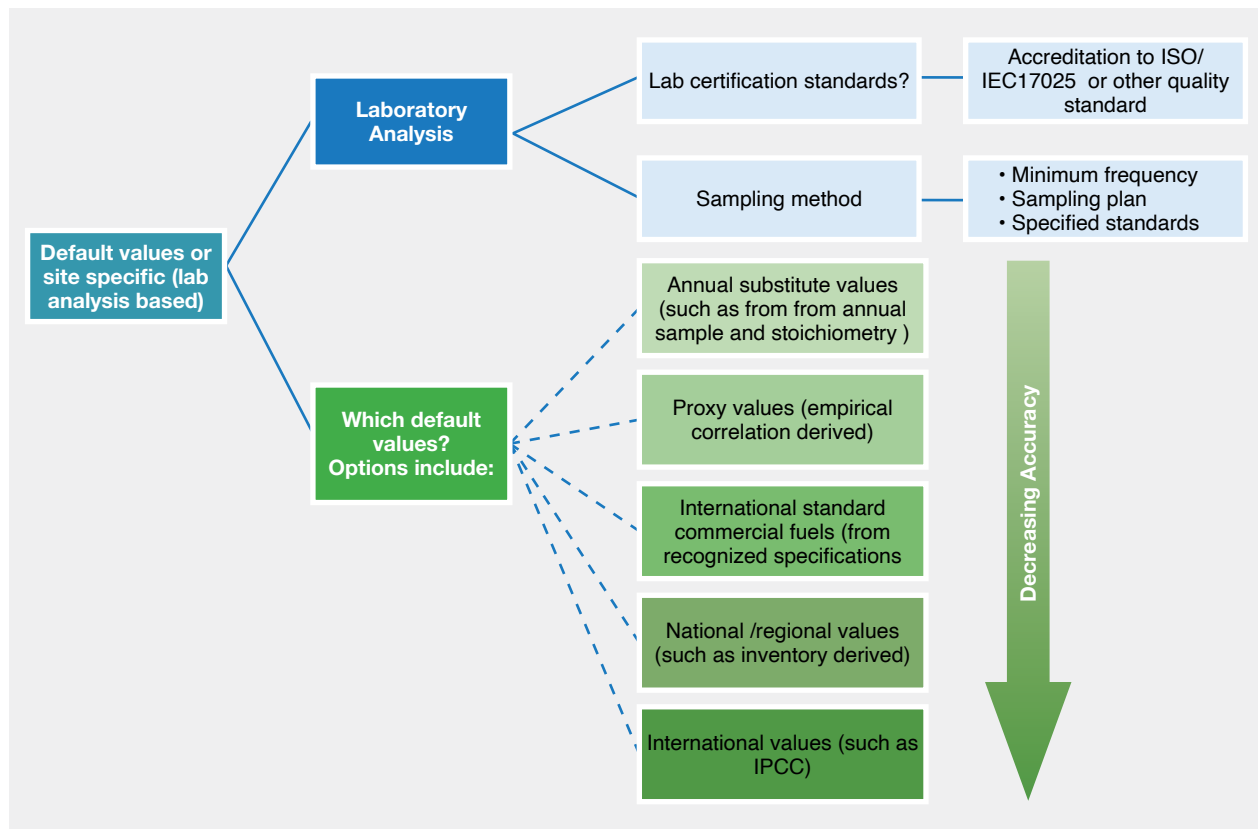 Default values or
site specific (lab
analysis based)
Laboratory
Analysis
Lab certification standards?
Accreditation to ISO/
IEC17025 or other quality
standard
Sampling method
• Minimum frequency
• Sampling plan
• Specified standards
Which default
values?
Options include:
Annual substitute values
(such as from from annual
sample and stoichiometry )
Proxy values (empirical
correlation derived)
International standard
commercial fuels (from
recognized specifications
National /regional values
(such as inventory derived)
International values (such as
IPCC)
Decreasing Accuracy